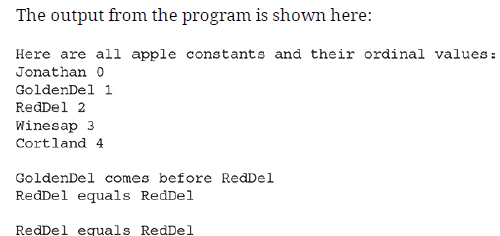 The output from the program is shown here:
Here are all apple constants and their ordinal values:
Jonathan 0
GoldenDel 1
RedDel 2
Winesap 3
Cortland 4
GoldenDel comes before RedDel
RedDel equals RedDel
RedDel equals RedDel